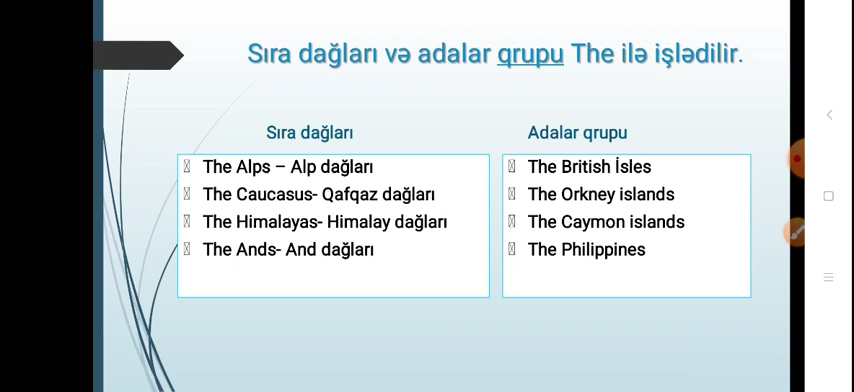 Sıra dağları və adalar qrupu The ilə işlədilir.
Sıra dağları
The Alps – Alp dağları
The Caucasus- Qafqaz dağları
The Himalayas- Himalay dağları
The Ands- And dağları
Adalar qrupu
The British İsles
The Orkney islands
The Caymon islands
The Philippines